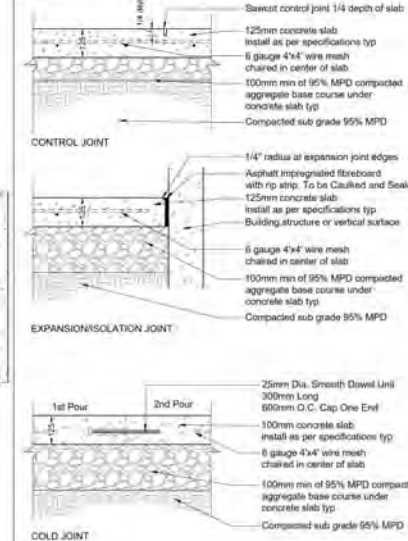 Sawcut control joint 1/4 depth of slab
125mm concrete slab
install as per specifications typ
6 gauge 4'x4' wire mesh
chaired in center of slab
100mm min of 95% MPD compacted
aggregate base course under
concrete slab typ
Compacted sub grade 95% MPD
125
CONTROL JOINT
1/4" radius at expansion joint edges
Asphalt impregnated fibreboard
with rip strip. To be Caulked and Seal
125mm concrete slab
install as per specifications typ
Building,structure or vertical surface
6 gauge 4'x4' wire mesh
chaired in center of slab
100mm min of 95% MPD compacted
aggregate base course under
concrete slab typ
Compacted sub grade 95% MPD
125
EXPANSION/ISOLATION JOINT
25mm Dia. Smooth Dowel Unit
300mm Long
600mm O.C. Cap One End
1st Pour
2nd Pour
125
100mm concrete slab
install as per specifications typ
6 gauge 4'x4' wire mesh
chaired in center of slab
100mm min of 95% MPD compact
aggregate base course under
concrete slab typ
Compacted sub grade 95% MPD
COLD JOINT